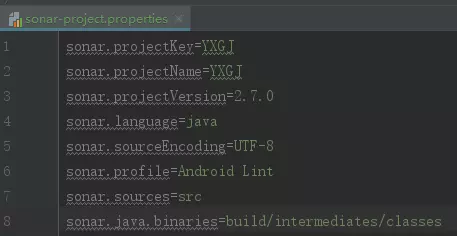 sonar-project.properties
1 sonar.projectKey=YXGJ
2 sonar.projectName=YXGJ
3 sonar.projectVersion=2.7.0
4 sonar.language=java
5 sonar.sourceEncoding=UTF-8
6 sonar.profile=Android Lint
7 sonar.sources=src
8 sonar.java.binaries=build/intermediates/classes